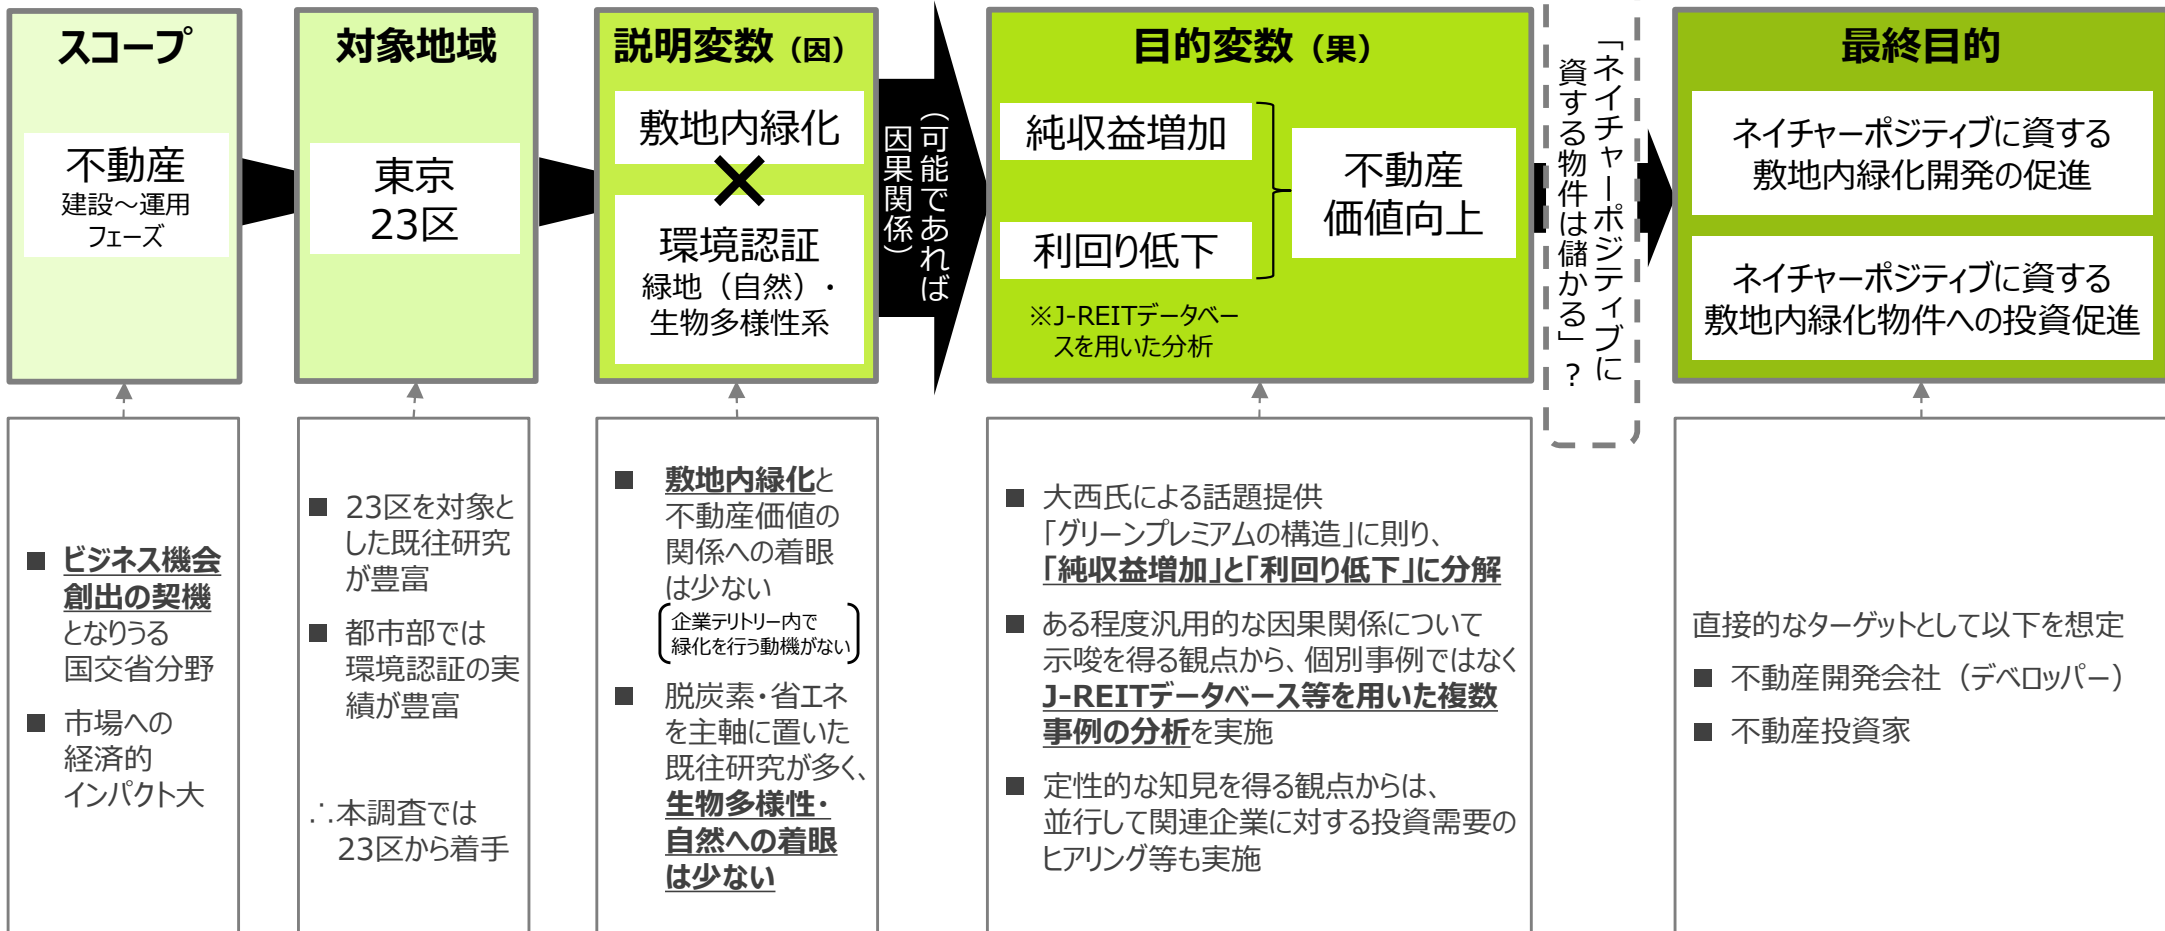 スコープ
不動産
建設～運用
フェーズ
対象地域
東京
23区
説明変数（因）
敷地内緑化
×
環境認証
緑地（自然）・
生物多様性系
（可能であれば
因果関係）
目的変数（果）
純収益増加
利回り低下
不動産
価値向上
※J-REITデータベー
スを用いた分析
「ネイチャーポジティブに
資する物件は儲かる」?
最終目的
ネイチャーポジティブに資する
敷地内緑化開発の促進
ネイチャーポジティブに資する
敷地内緑化物件への投資促進
■ ビジネス機会
創出の契機
となりうる
国交省分野
■ 市場への
経済的
インパクト大
■ 23区を対象と
した既往研究
が豊富
■ 都市部では
環境認証の実
績が豊富
∴本調査では
23区から着手
■ 敷地内緑化と
不動産価値の
関係への着眼
は少ない
企業テリトリー内で
緑化を行う動機がない
■ 脱炭素・省エネ
を主軸に置いた
既往研究が多く、
生物多様性・
自然への着眼
は少ない
■ 大西氏による話題提供
「グリーンプレミアムの構造」に則り、
「純収益増加」と「利回り低下」に分解
■ ある程度汎用的な因果関係について
示唆を得る観点から、個別事例ではなく
J-REITデータベース等を用いた複数
事例の分析を実施
■ 定性的な知見を得る観点からは、
並行して関連企業に対する投資需要の
ヒアリング等も実施
直接的なターゲットとして以下を想定
■ 不動産開発会社（デベロッパー）
■ 不動産投資家